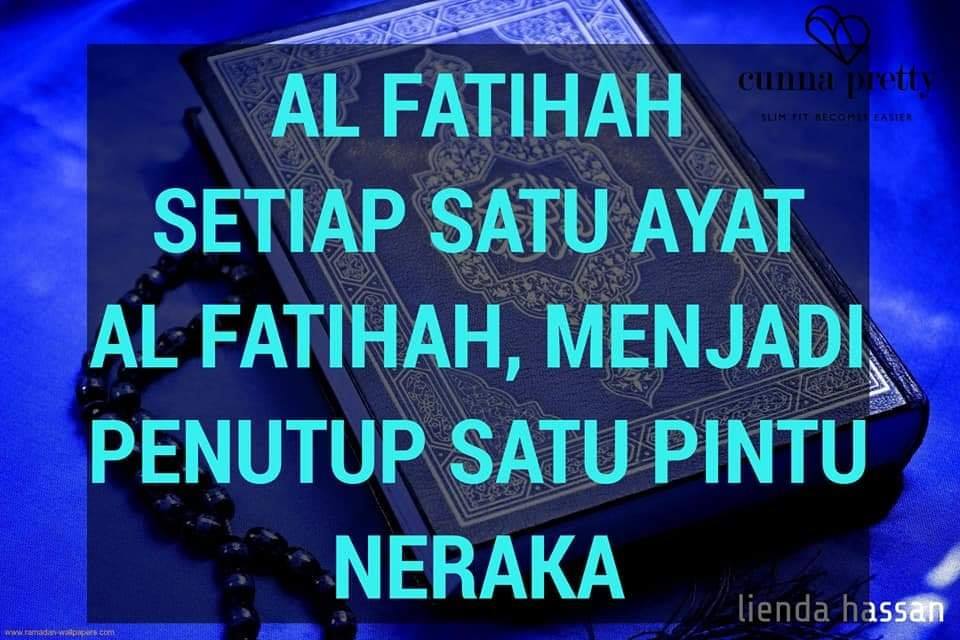 cunna pretty
SLIM FIT BECOMES EASIER
AL FATIHAH
SETIAP SATU AYAT
AL FATIHAH, MENJADI
PENUTUP SATU PINTU
NERAKA
lienda hassan
www.ramadan-wallpapers.com